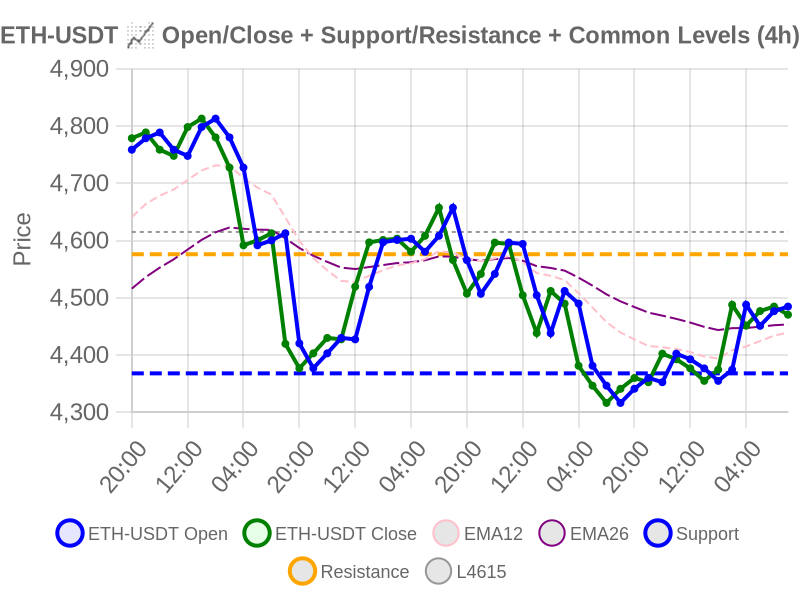 ETH-USDT 📈 Open/Close + Support/Resistance + Common Levels (4h)
4,900
4,800
4,700
4,600
4,500
4,400
4,300
Price
20:00 12:00 04:00 20:00 12:00 04:00 20:00 12:00 04:00 20:00 12:00 04:00
ETH-USDT Open ETH-USDT Close EMA12 EMA26 Support
Resistance L4615